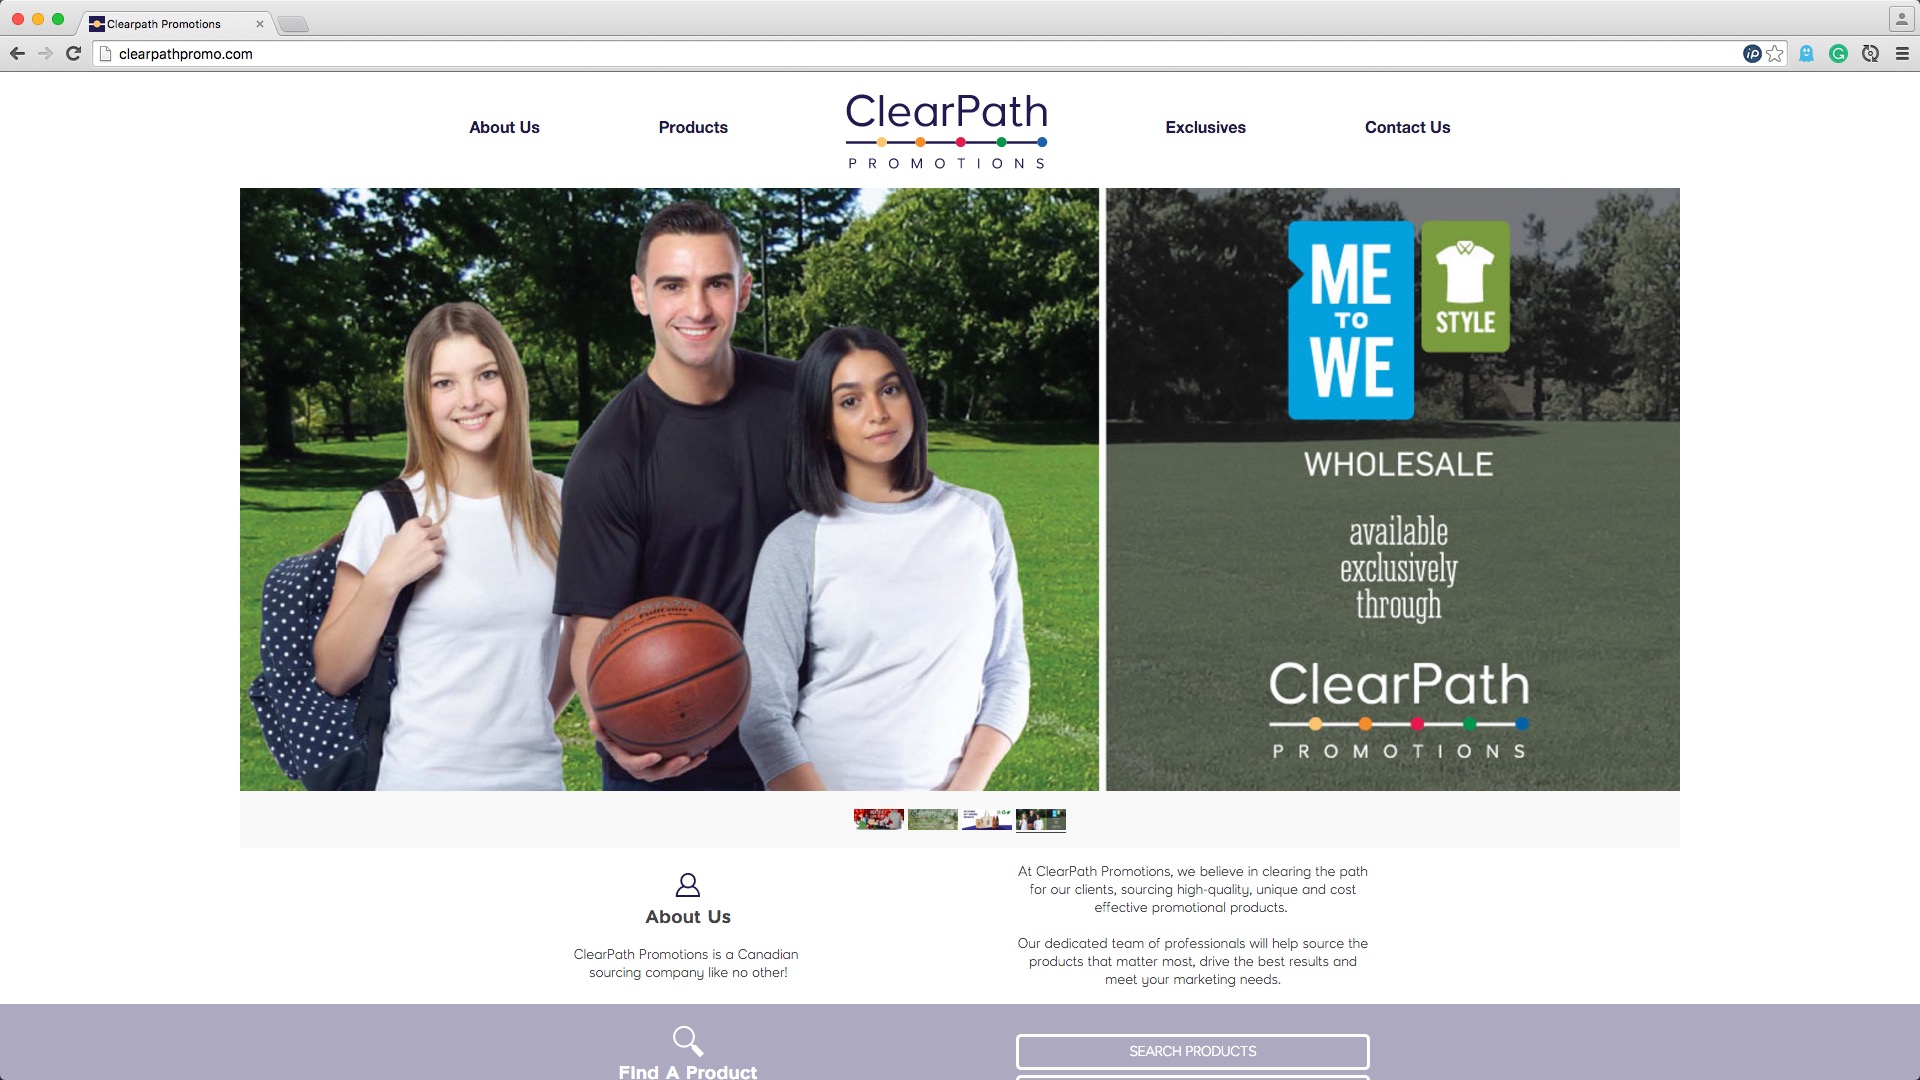 Clearpath Promotions
clearpathpromo.com
About Us
Products
ClearPath
PROMOTIONS
Exclusives
Contact Us
ME
TO
WE
STYLE
WHOLESALE
available
exclusively
through
ClearPath
PROMOTIONS
About Us
ClearPath Promotions is a Canadian
sourcing company like no other!
At ClearPath Promotions, we believe in clearing the path
for our clients, sourcing high-quality, unique and cost
effective promotional products.
Our dedicated team of professionals will help source the
products that matter most, drive the best results and
meet your marketing needs.
Find A Product
SEARCH PRODUCTS